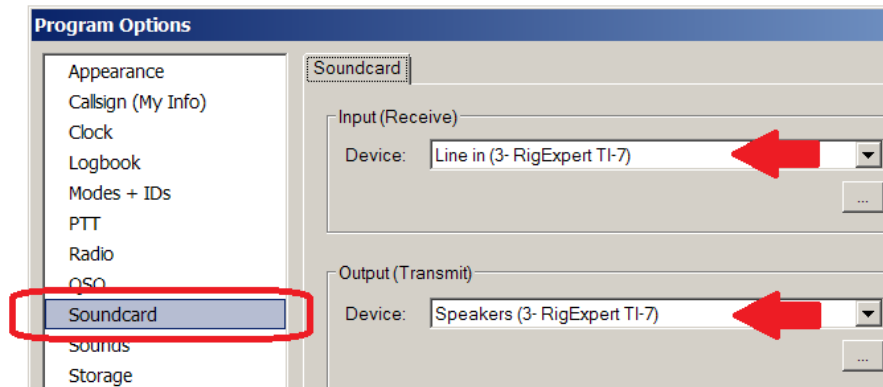 Program Options
Appearance
Callsign (My Info)
Clock
Logbook
Modes + IDs
PTT
Radio
QSO
Soundcard
Sounds
Storage
Soundcard
Input (Receive)
Device: Line in (3- RigExpert TI-7)
...
Output (Transmit)
Device: Speakers (3- RigExpert TI-7)
...